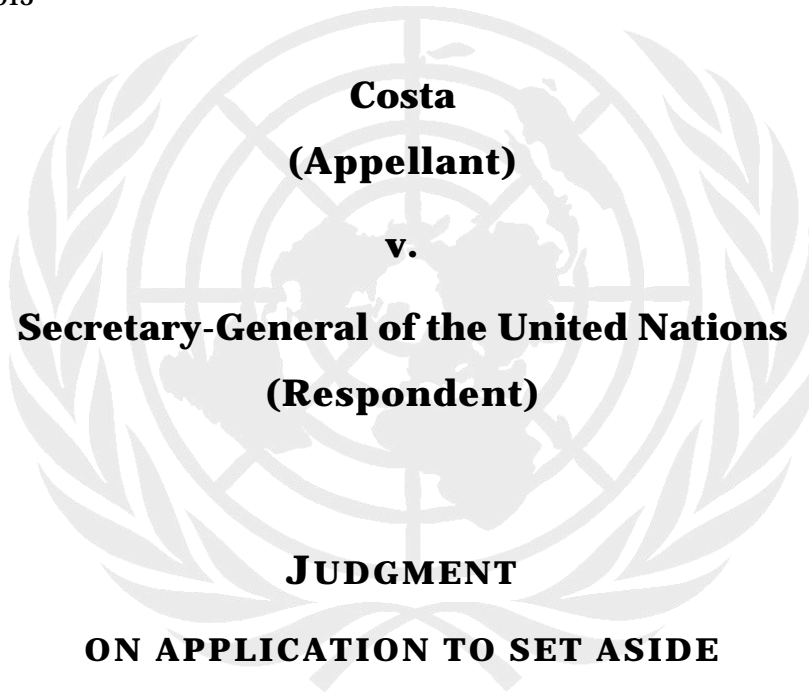 Costa
(Appellant)
v.
Secretary-General of the United Nations
(Respondent)
JUDGMENT
ON APPLICATION TO SET ASIDE